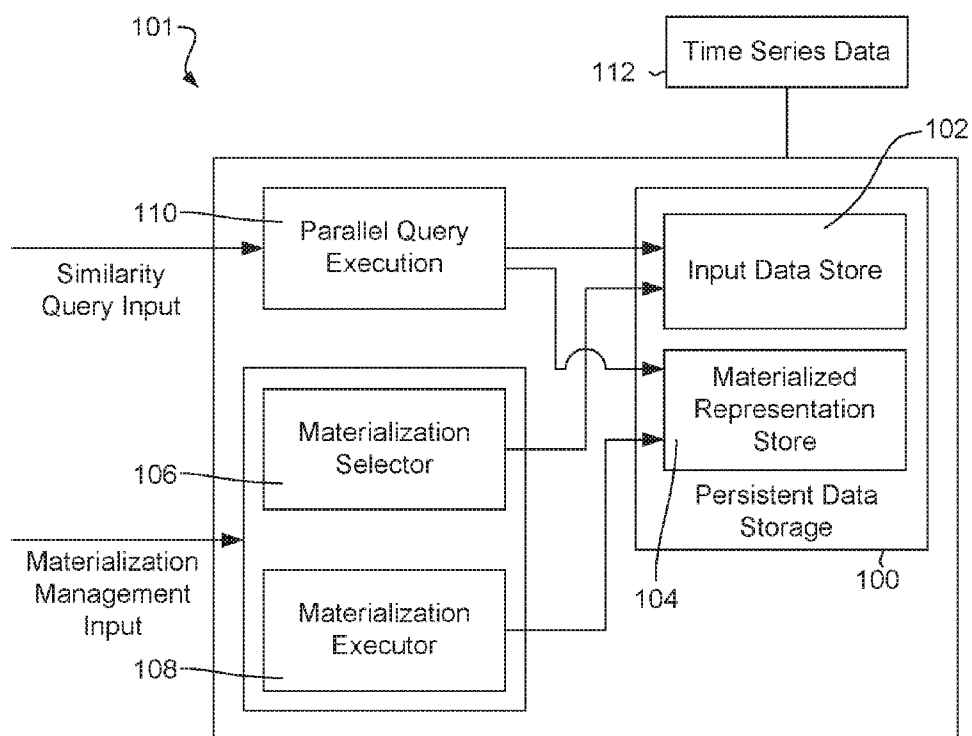 101
Time Series Data
112
102
110
Parallel Query
Execution
Input Data Store
Similarity
Query Input
Materialization
Selector
106
Materialized
Representation
Store
104
Persistent Data
Storage
100
Materialization
Management
Input
Materialization
Executor
108